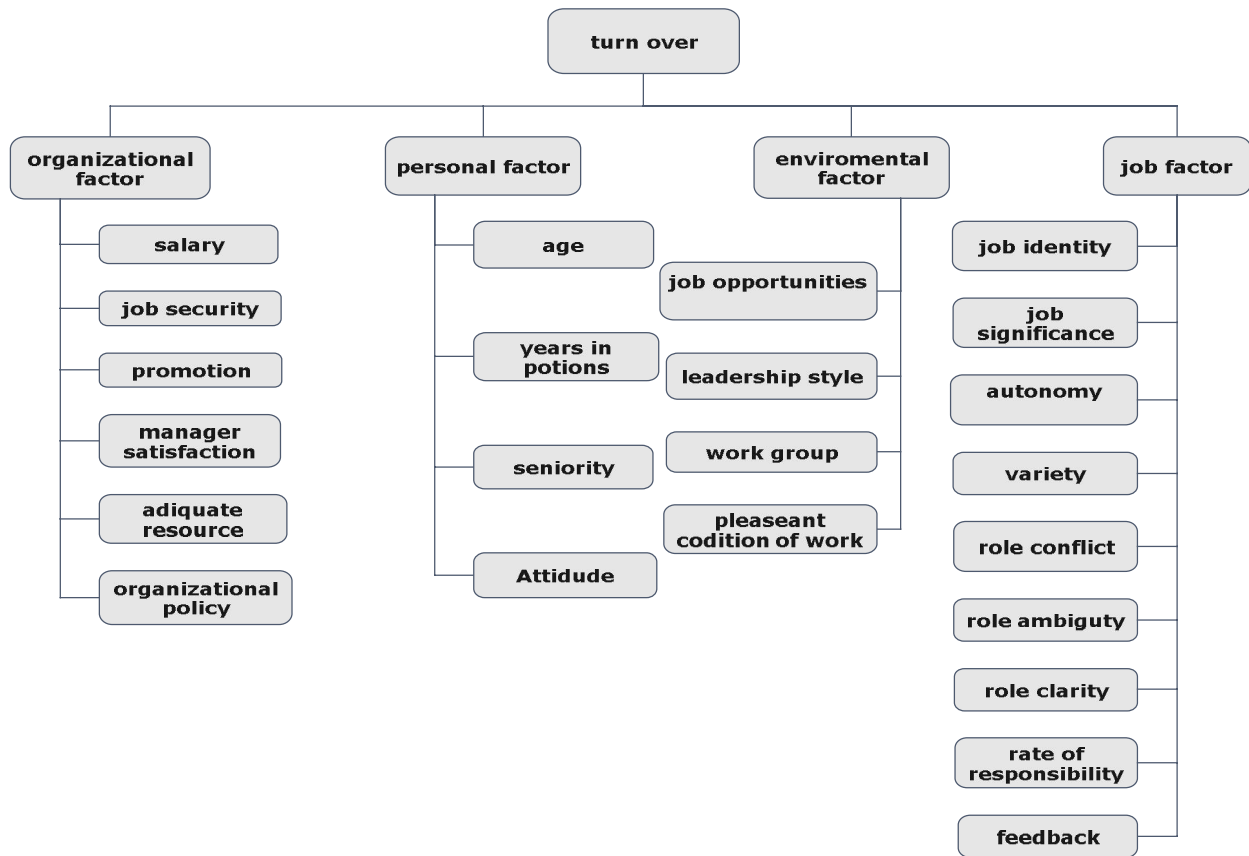 turn over
organizational
factor
personal factor
enviromental
factor
job factor
salary
job security
promotion
manager
satisfaction
adiquate
resource
organizational
policy
age
years in
potions
seniority
Attidude
job opportunities
leadership style
work group
pleaseant
codition of work
job identity
job
significance
autonomy
variety
role conflict
role ambiguty
role clarity
rate of
responsibility
feedback